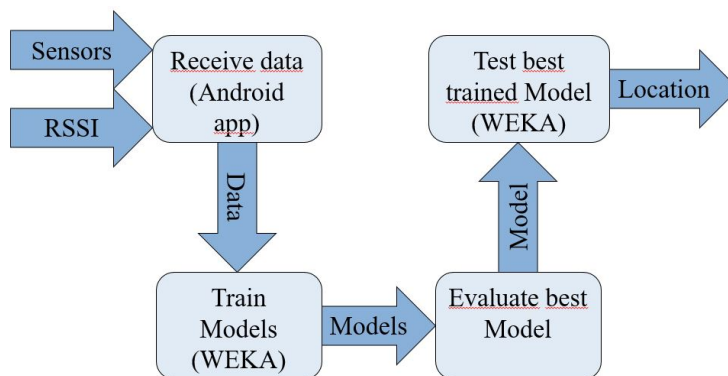 Sensors
RSSI
Receive data
(Android
app)
Data
Train
Models
(WEKA)
Models
Evaluate best
Model
Model
Test best
trained Model
(WEKA)
Location